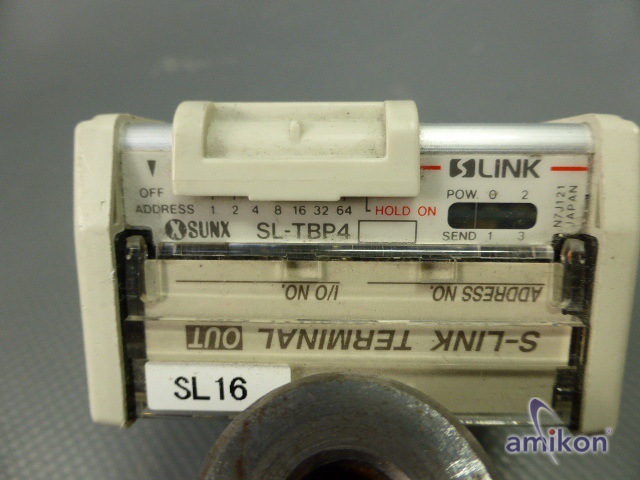 S LINK
OFF
POW. 0 2
ADDRESS 1 2 4 8 16 32 64 HOLD ON
SUNX SL-TBP4
SEND 1 3
N7J121
JAPAN
ADDRESS NO.
I/O NO.
S-LINK TERMINAL OUT
SL16
amikon